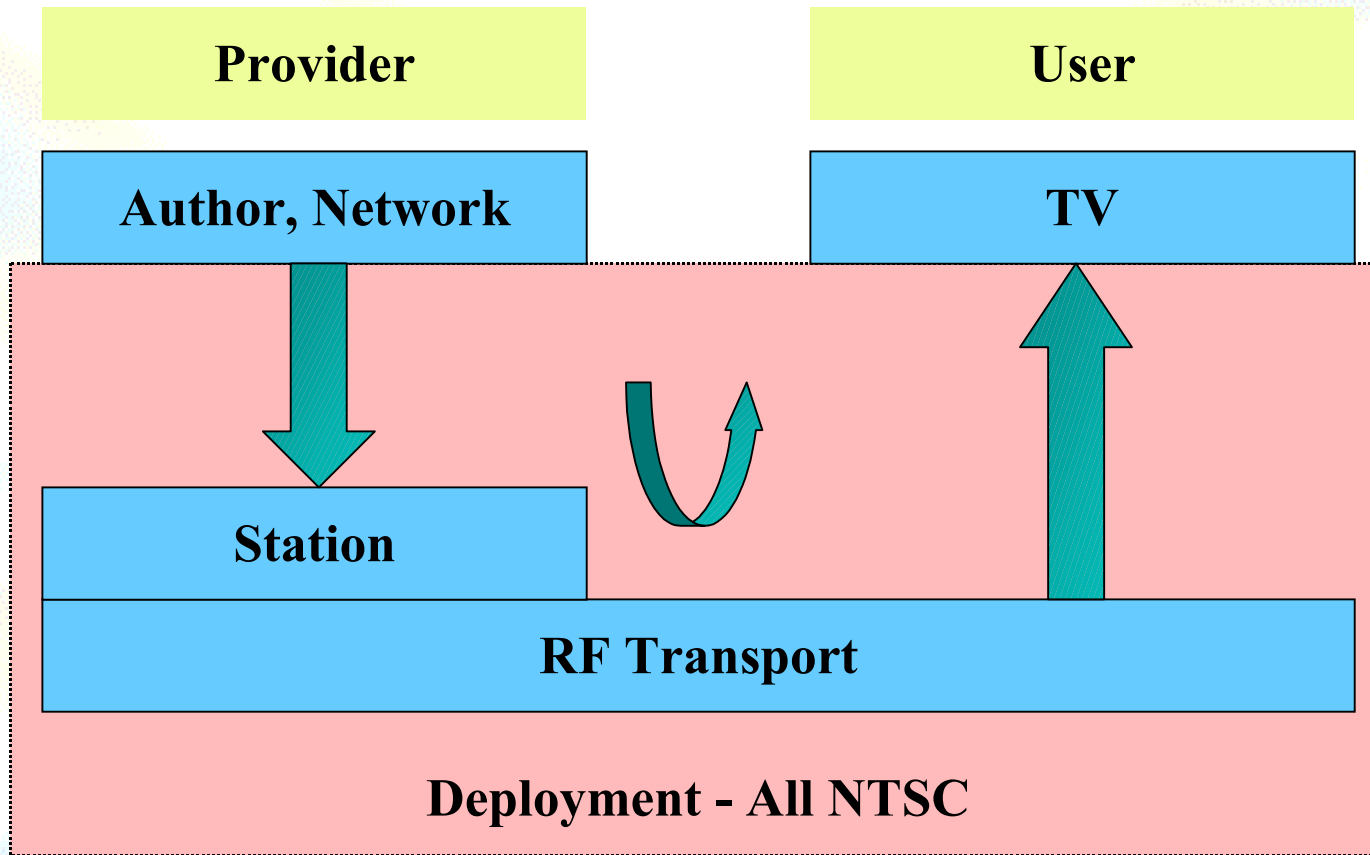 Provider
User
Author, Network
TV
Station
RF Transport
Deployment - All NTSC